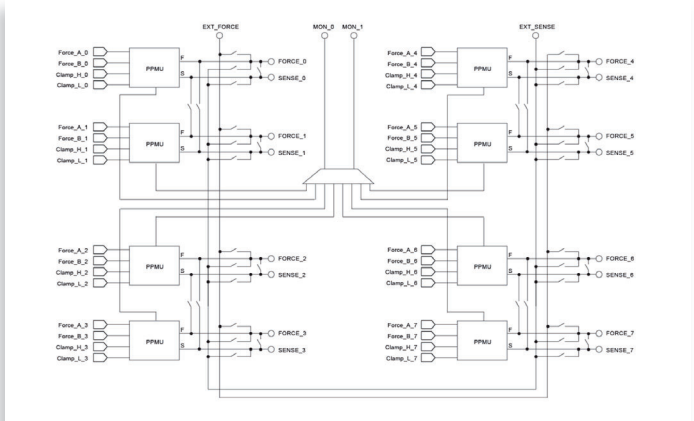 EXT_FORCE
MON_0
MON_1
EXT_SENSE
Force_A_0
Force_B_0
Clamp_H_0
Clamp_L_0
PPMU
F
S
FORCE_0
SENSE_0
Force_A_4
Force_B_4
Clamp_H_4
Clamp_L_4
PPMU
F
S
FORCE_4
SENSE_4
Force_A_1
Force_B_1
Clamp_H_1
Clamp_L_1
PPMU
F
S
FORCE_1
SENSE_1
Force_A_5
Force_B_5
Clamp_H_5
Clamp_L_5
PPMU
F
S
FORCE_5
SENSE_5
Force_A_2
Force_B_2
Clamp_H_2
Clamp_L_2
PPMU
F
S
FORCE_2
SENSE_2
Force_A_6
Force_B_6
Clamp_H_6
Clamp_L_6
PPMU
F
S
FORCE_6
SENSE_6
Force_A_3
Force_B_3
Clamp_H_3
Clamp_L_3
PPMU
F
S
FORCE_3
SENSE_3
Force_A_7
Force_B_7
Clamp_H_7
Clamp_L_7
PPMU
F
S
FORCE_7
SENSE_7